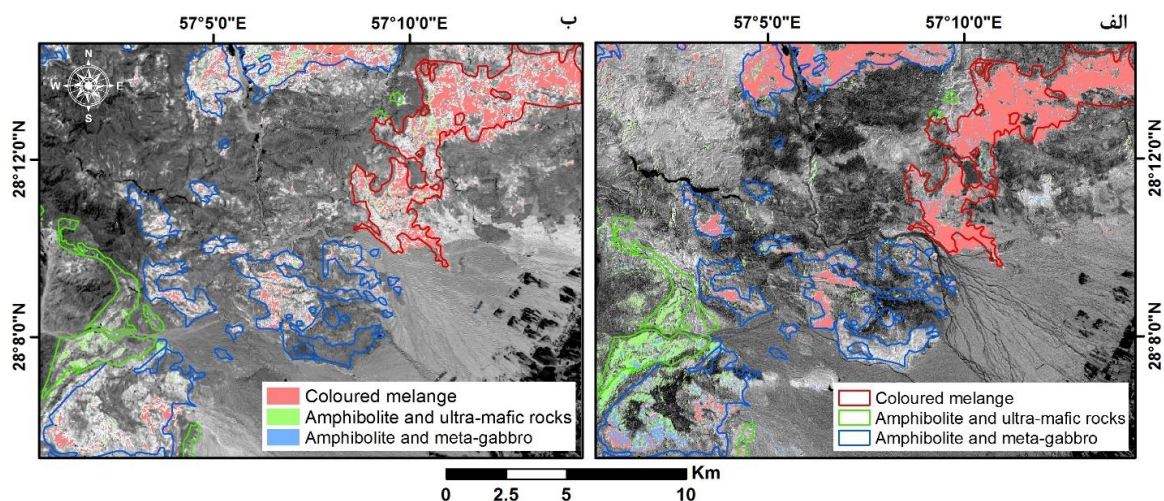 57°5'0"E 57°10'0"E ب
57°5'0"E 57°10'0"E الف
N
W E
S
28°12'0"N
28°8'0"N
28°12'0"N
28°8'0"N
Coloured melange
Amphibolite and ultra-mafic rocks
Amphibolite and meta-gabbro
Coloured melange
Amphibolite and ultra-mafic rocks
Amphibolite and meta-gabbro
Km
0 2.5 5 10